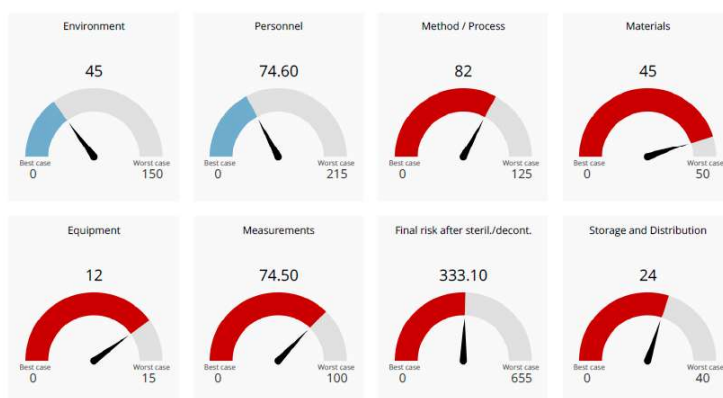 Environment
45
Best case
0
Worst case
150
Personnel
74.60
Best case
0
Worst case
215
Method / Process
82
Best case
0
Worst case
125
Materials
45
Best case
0
Worst case
50
Equipment
12
Best case
0
Worst case
15
Measurements
74.50
Best case
0
Worst case
100
Final risk after steril./decont.
333.10
Best case
0
Worst case
655
Storage and Distribution
24
Best case
0
Worst case
40